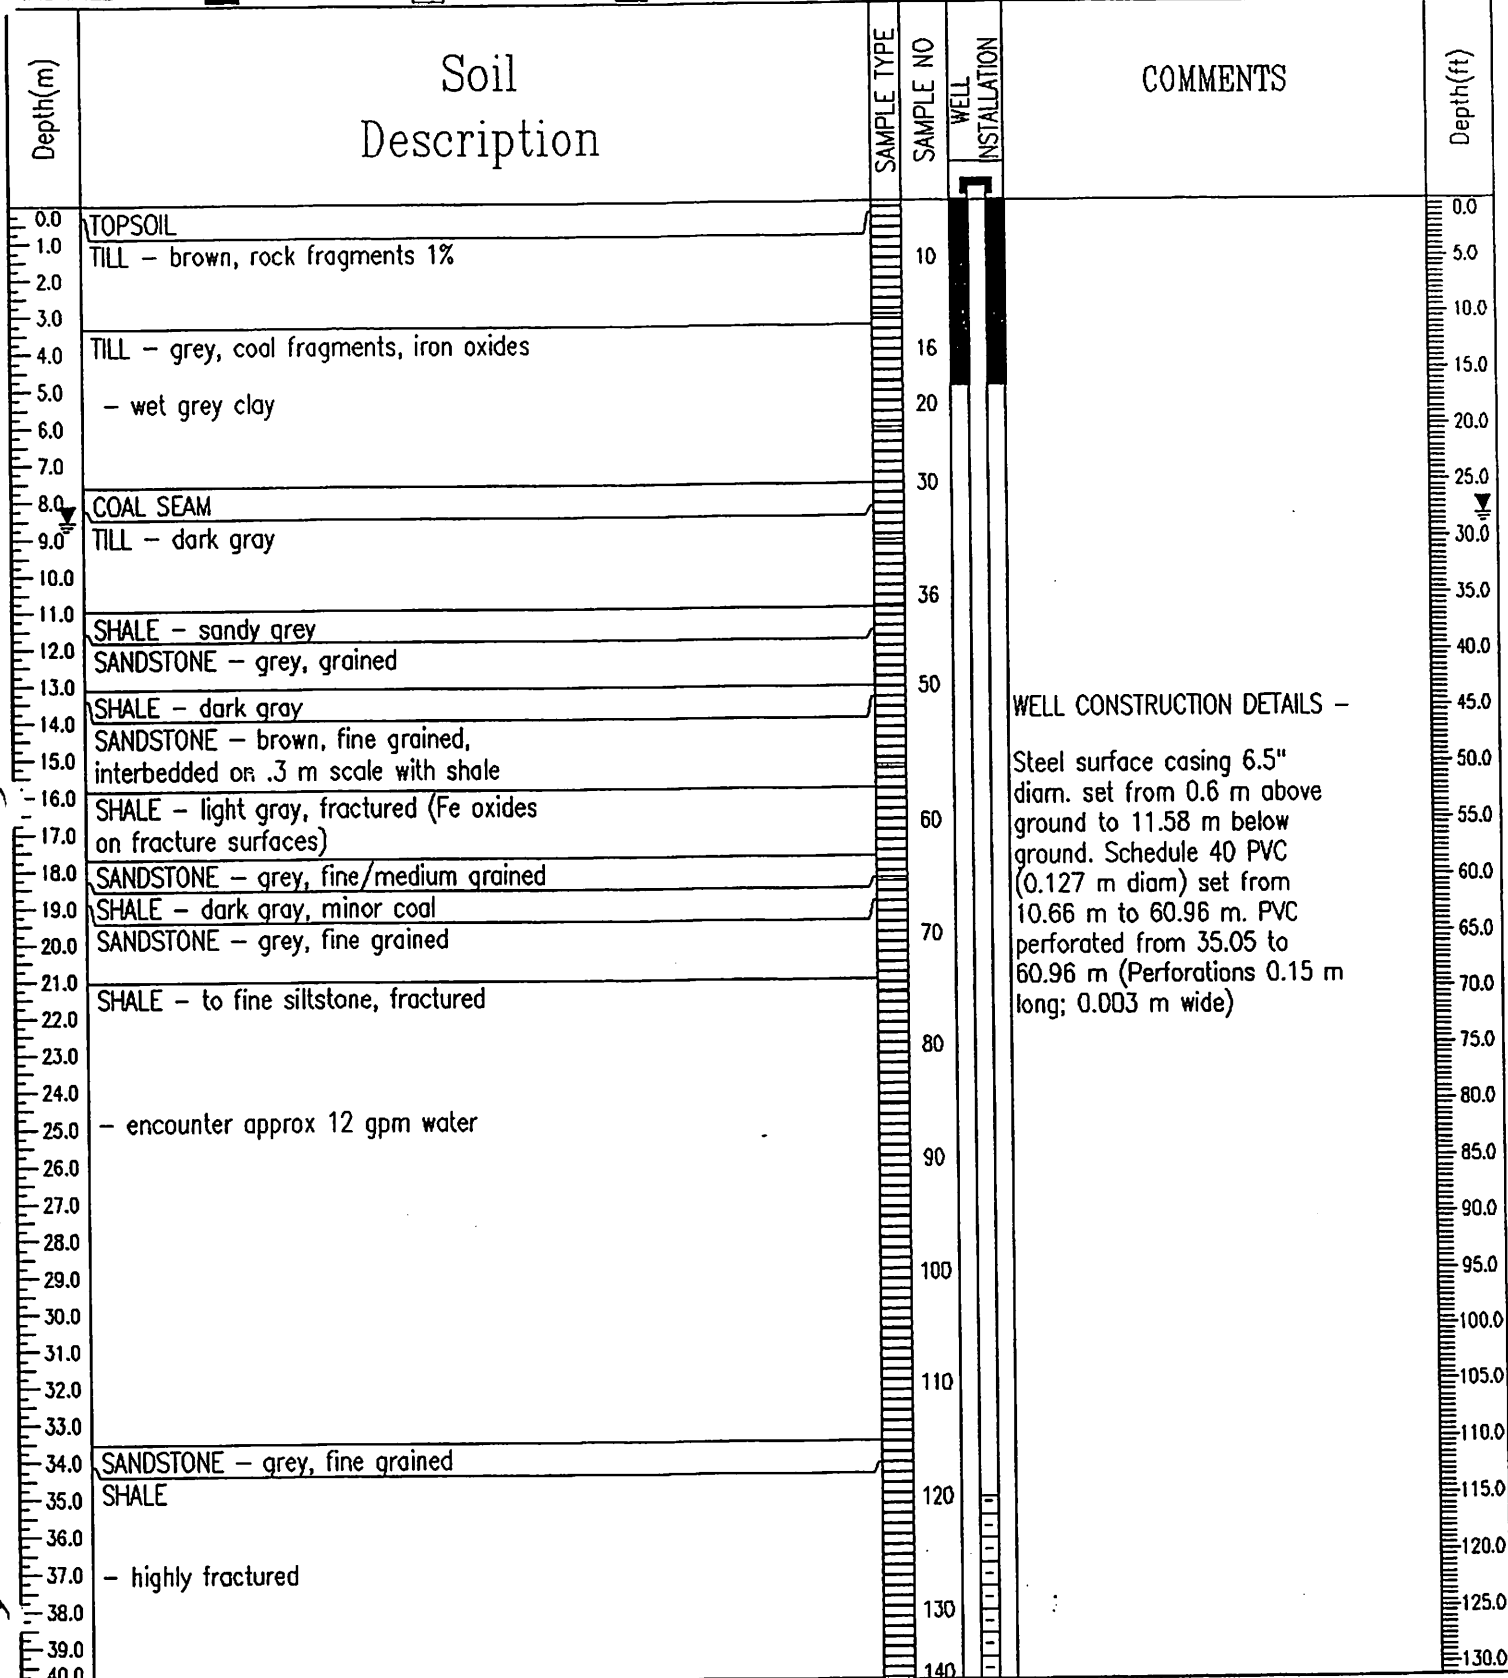 Depth(m)
Soil
Description
SAMPLE TYPE
SAMPLE NO
WELL
INSTALLATION
COMMENTS
Depth(ft)
0.0
1.0
2.0
3.0
4.0
5.0
6.0
7.0
8.0
9.0
10.0
11.0
12.0
13.0
14.0
15.0
16.0
17.0
18.0
19.0
20.0
21.0
22.0
23.0
24.0
25.0
26.0
27.0
28.0
29.0
30.0
31.0
32.0
33.0
34.0
35.0
36.0
37.0
38.0
39.0
40.0
TOPSOIL
TILL – brown, rock fragments 1%
TILL – grey, coal fragments, iron oxides
– wet grey clay
COAL SEAM
TILL – dark gray
SHALE – sandy grey
SANDSTONE – grey, grained
SHALE – dark gray
SANDSTONE – brown, fine grained,
interbedded on .3 m scale with shale
SHALE – light gray, fractured (Fe oxides
on fracture surfaces)
SANDSTONE – grey, fine/medium grained
SHALE – dark gray, minor coal
SANDSTONE – grey, fine grained
SHALE – to fine siltstone, fractured
– encounter approx 12 gpm water
SANDSTONE – grey, fine grained
SHALE
– highly fractured
10
16
20
30
36
50
60
70
80
90
100
110
120
130
140
WELL CONSTRUCTION DETAILS –
Steel surface casing 6.5"
diam. set from 0.6 m above
ground to 11.58 m below
ground. Schedule 40 PVC
(0.127 m diam) set from
10.66 m to 60.96 m. PVC
perforated from 35.05 to
60.96 m (Perforations 0.15 m
long; 0.003 m wide)
0.0
5.0
10.0
15.0
20.0
25.0
30.0
35.0
40.0
45.0
50.0
55.0
60.0
65.0
70.0
75.0
80.0
85.0
90.0
95.0
100.0
105.0
110.0
115.0
120.0
125.0
130.0